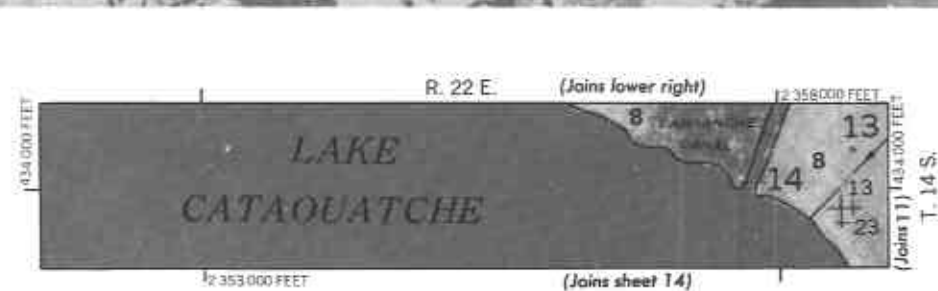 R. 22 E. (Joins lower right) 2 358 000 FEET
434 000 FEET
8
CANAL
13
LAKE
CATAOUATCHE
14
8
13
23
434 000 FEET
T. 14 S.
(Joins 11)
2 353 000 FEET
(Joins sheet 14)